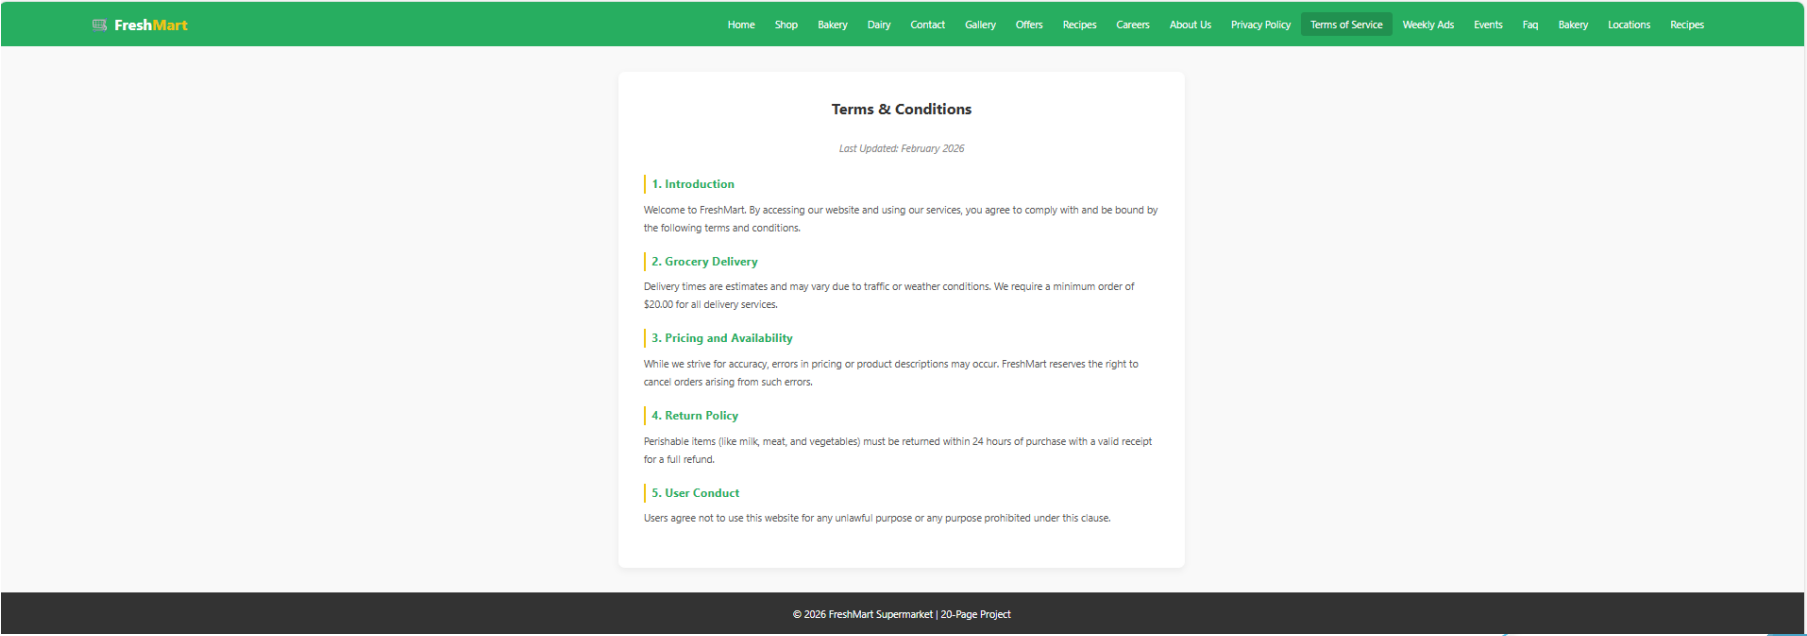 FreshMart
Home Shop Bakery Dairy Contact Gallery Offers Recipes Careers About Us Privacy Policy Terms of Service Weekly Ads Events Faq Bakery Locations Recipes
Terms & Conditions
Last Updated: February 2026
1. Introduction
Welcome to FreshMart. By accessing our website and using our services, you agree to comply with and be bound by
the following terms and conditions.
2. Grocery Delivery
Delivery times are estimates and may vary due to traffic or weather conditions. We require a minimum order of
$20.00 for all delivery services.
3. Pricing and Availability
While we strive for accuracy, errors in pricing or product descriptions may occur. FreshMart reserves the right to
cancel orders arising from such errors.
4. Return Policy
Perishable items (like milk, meat, and vegetables) must be returned within 24 hours of purchase with a valid receipt
for a full refund.
5. User Conduct
Users agree not to use this website for any unlawful purpose or any purpose prohibited under this clause.
© 2026 FreshMart Supermarket | 20-Page Project